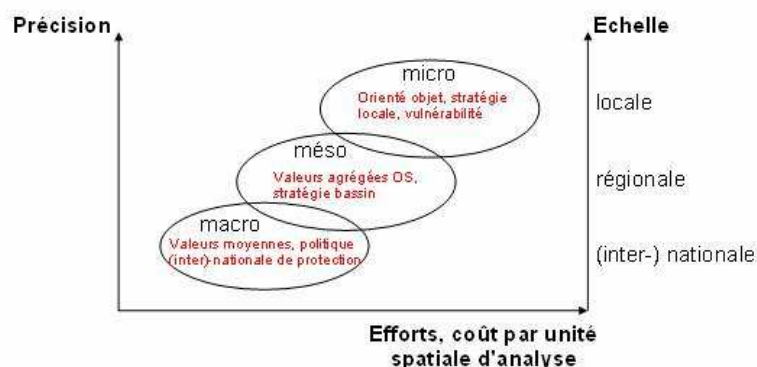 Précision
Echelle
micro
Orienté objet, stratégie
locale, vulnérabilité
locale
méso
Valeurs agrégées OS,
stratégie bassin
régionale
macro
Valeurs moyennes, politique
(inter)-nationale de protection
(inter-) nationale
Efforts, coût par unité
spatiale d'analyse